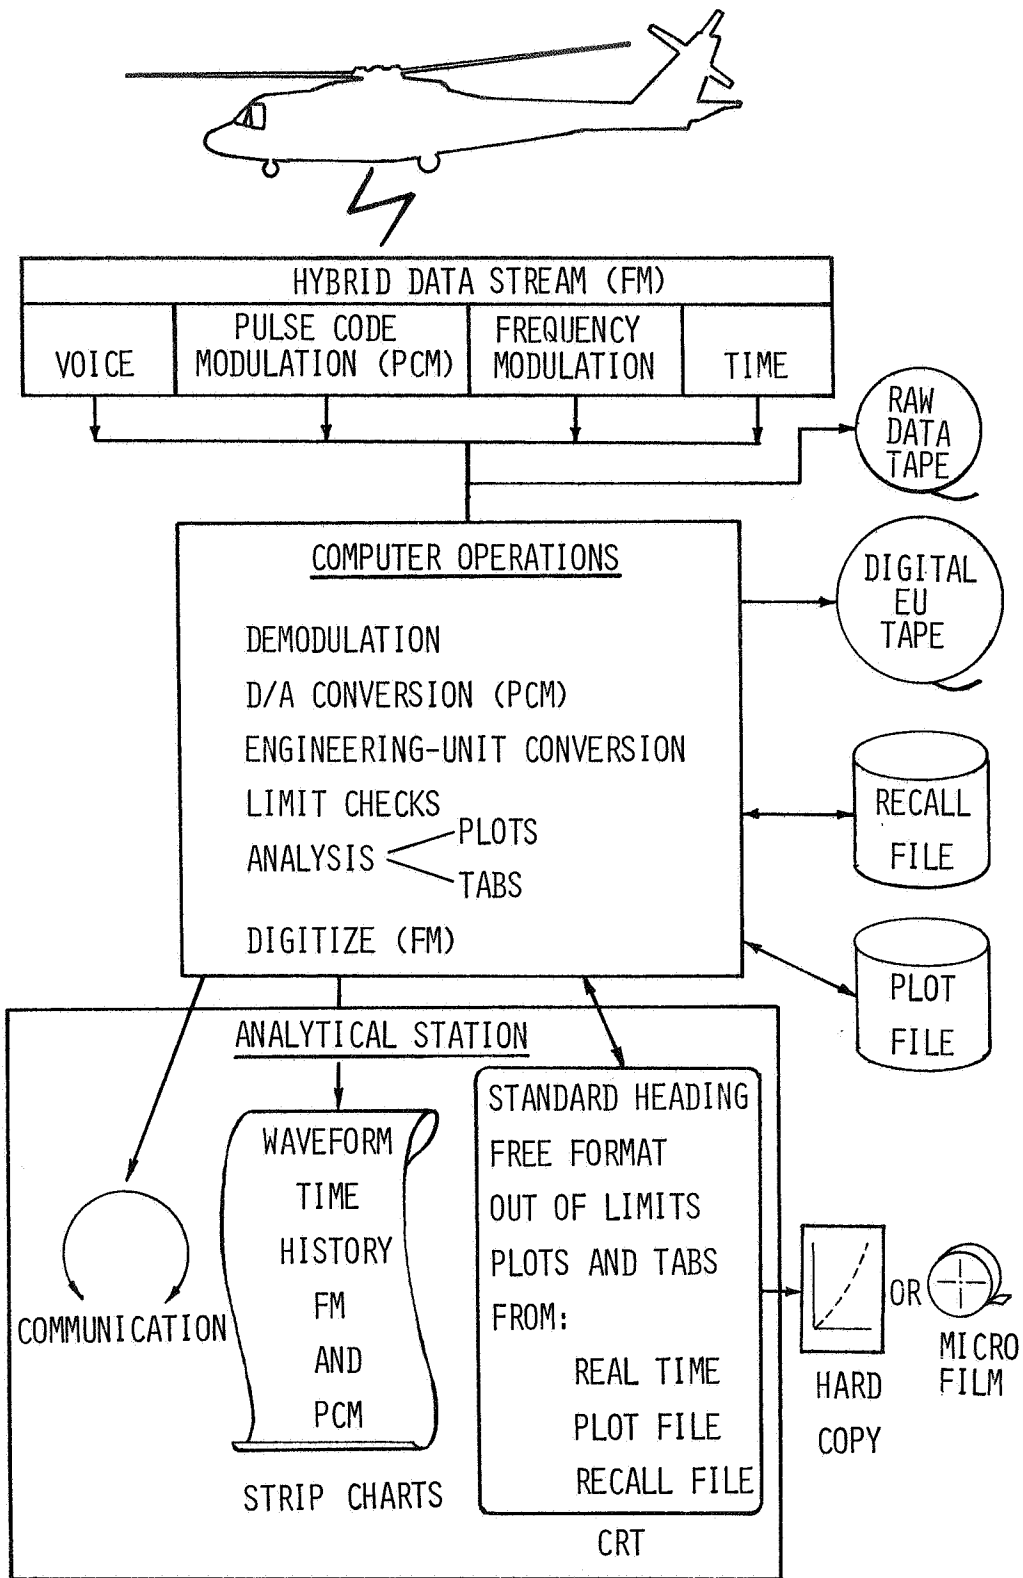 HYBRID DATA STREAM (FM)
VOICE
PULSE CODE
MODULATION (PCM)
FREQUENCY
MODULATION
TIME
RAW
DATA
TAPE
COMPUTER OPERATIONS
DEMODULATION
D/A CONVERSION (PCM)
ENGINEERING-UNIT CONVERSION
LIMIT CHECKS
ANALYSIS
PLOTS
TABS
DIGITIZE (FM)
DIGITAL
EU
TAPE
RECALL
FILE
PLOT
FILE
ANALYTICAL STATION
COMMUNICATION
WAVEFORM
TIME
HISTORY
FM
AND
PCM
STRIP CHARTS
STANDARD HEADING
FREE FORMAT
OUT OF LIMITS
PLOTS AND TABS
FROM:
REAL TIME
PLOT FILE
RECALL FILE
CRT
HARD
COPY
OR
MICRO
FILM